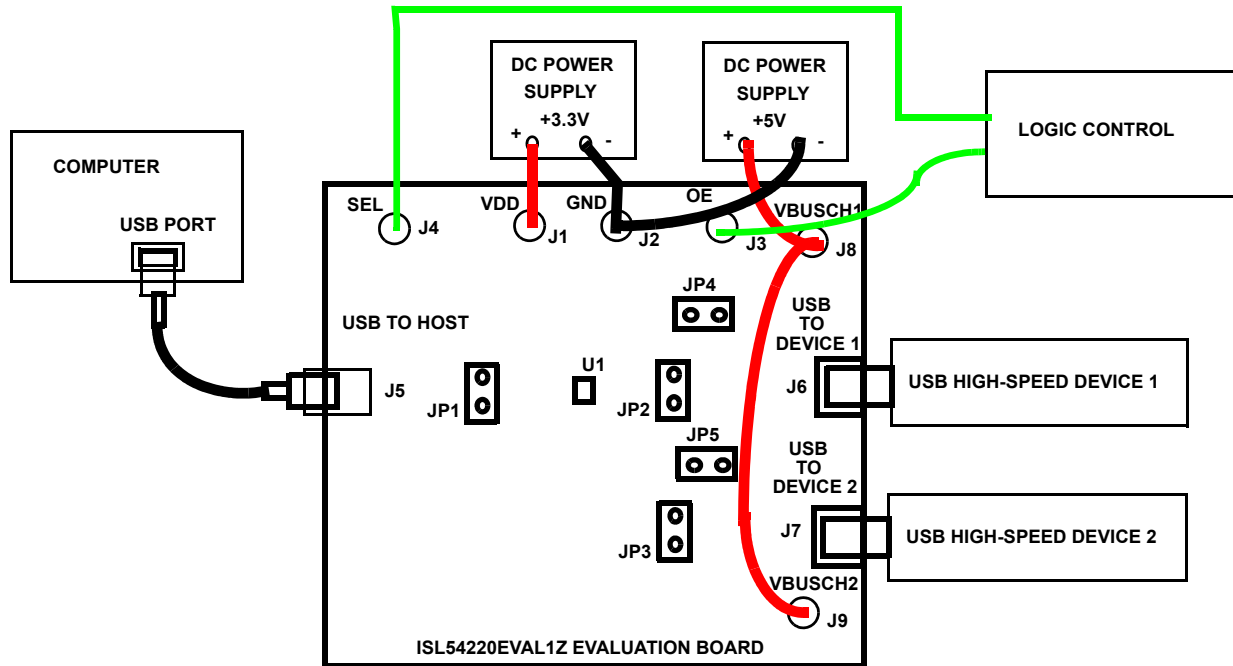 DC POWER
SUPPLY
+3.3V
+ -
DC POWER
SUPPLY
+5V
+ -
LOGIC CONTROL
COMPUTER
USB PORT
SEL
J4
VDD
J1
GND
J2
OE
J3
VBUSCH1
J8
JP4
USB TO HOST
USB
TO
DEVICE 1
J5
JP1
U1
JP2
J6
USB HIGH-SPEED DEVICE 1
JP5
USB
TO
DEVICE 2
JP3
J7
USB HIGH-SPEED DEVICE 2
VBUSCH2
J9
ISL54220EVAL1Z EVALUATION BOARD